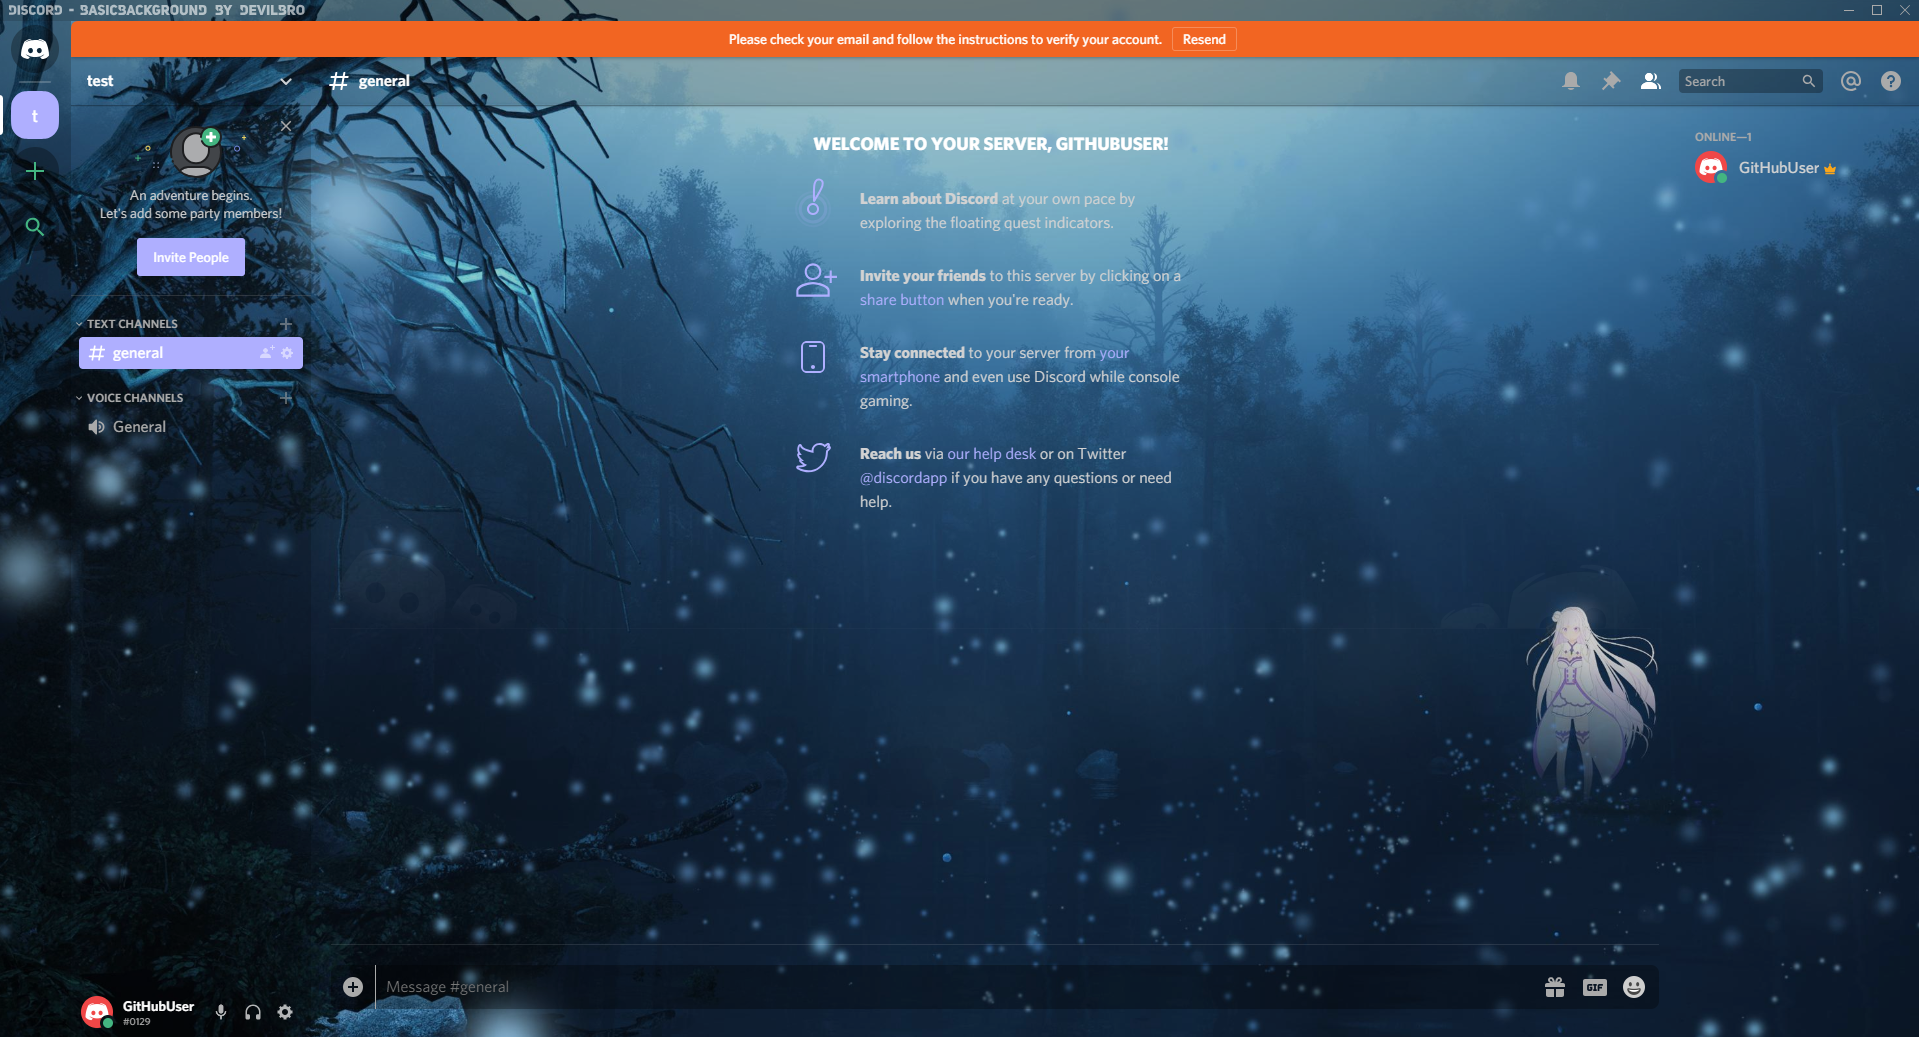 DISCORD - BASICBACKGROUND BY DEVILBRO
Please check your email and follow the instructions to verify your account. Resend
test
# general
Search
t
An adventure begins.
Let's add some party members!
Invite People
TEXT CHANNELS
general
VOICE CHANNELS
General
WELCOME TO YOUR SERVER, GITHUBUSER!
Learn about Discord at your own pace by
exploring the floating quest indicators.
Invite your friends to this server by clicking on a
share button when you're ready.
Stay connected to your server from your
smartphone and even use Discord while console
gaming.
Reach us via our help desk or on Twitter
@discordapp if you have any questions or need
help.
ONLINE—1
GitHubUser
Message #general
GIF
GitHubUser
#0129